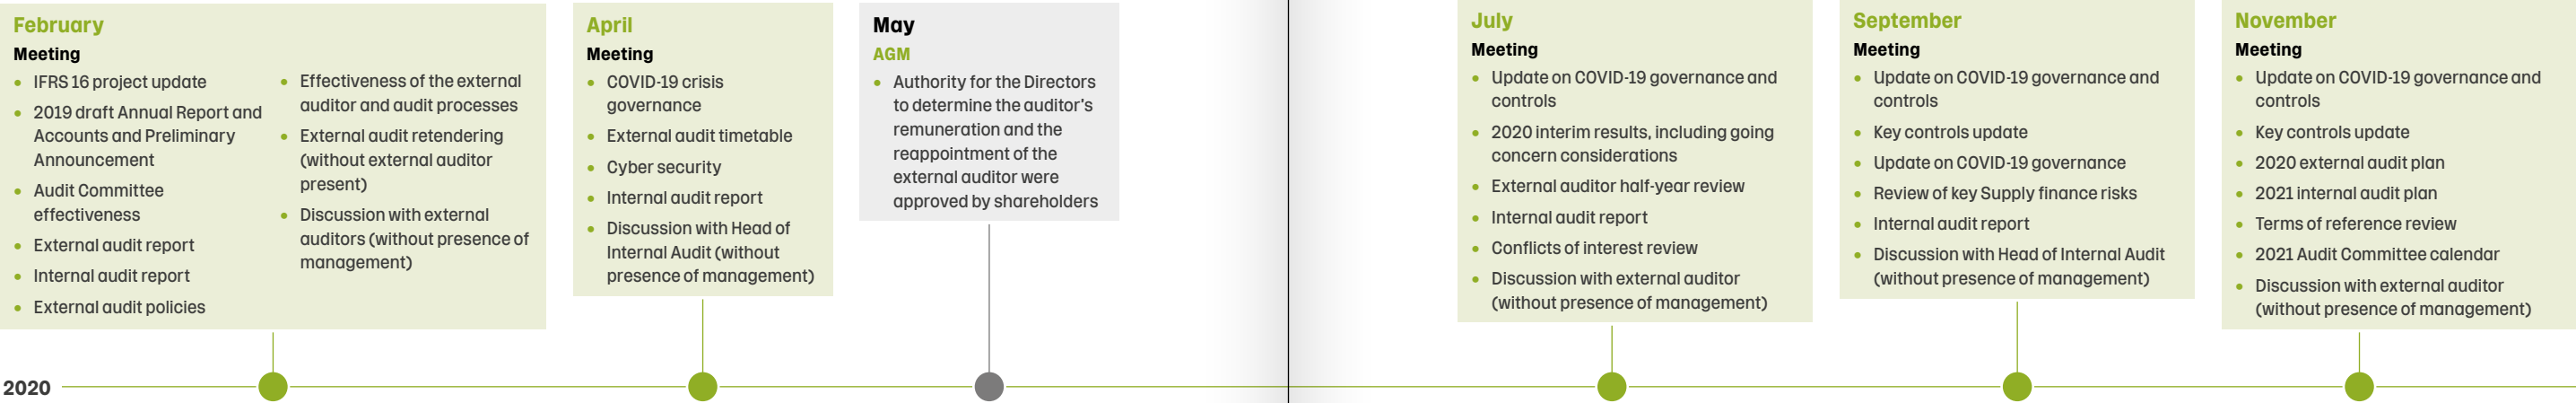 February
Meeting
IFRS 16 project update
2019 draft Annual Report and
Accounts and Preliminary
Announcement
Audit Committee
effectiveness
External audit report
Internal audit report
External audit policies
Effectiveness of the external
auditor and audit processes
External audit retendering
(without external auditor
present)
Discussion with external
auditors (without presence of
management)
April
Meeting
COVID-19 crisis
governance
External audit timetable
Cyber security
Internal audit report
Discussion with Head of
Internal Audit (without
presence of management)
May
AGM
Authority for the Directors
to determine the auditor's
remuneration and the
reappointment of the
external auditor were
approved by shareholders
July
Meeting
Update on COVID-19 governance and
controls
2020 interim results, including going
concern considerations
External auditor half-year review
Internal audit report
Conflicts of interest review
Discussion with external auditor
(without presence of management)
September
Meeting
Update on COVID-19 governance and
controls
Key controls update
Update on COVID-19 governance
Review of key Supply finance risks
Internal audit report
Discussion with Head of Internal Audit
(without presence of management)
November
Meeting
Update on COVID-19 governance and
controls
Key controls update
2020 external audit plan
2021 internal audit plan
Terms of reference review
2021 Audit Committee calendar
Discussion with external auditor
(without presence of management)
2020